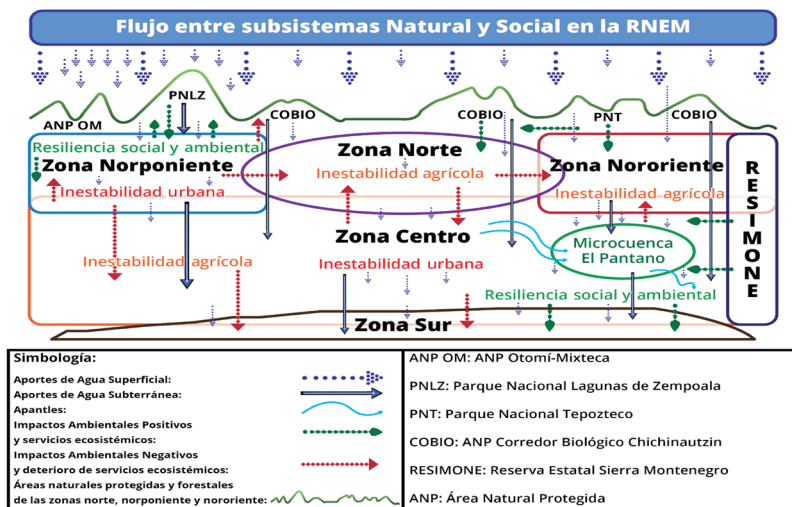 Flujo entre subsistemas Natural y Social en la RNEM
PNLZ
ANP OM
COBIO
COBIO
PNT
COBIO
Resiliencia social y ambiental
Zona Norponiente
Inestabilidad urbana
Zona Norte
Inestabilidad agrícola
Zona Nororiente
Inestabilidad agrícola
RESIMONE
Zona Centro
Inestabilidad urbana
Microcuenca
El Pantano
Inestabilidad agrícola
Resiliencia social y ambiental
Zona Sur
Simbología:
Aportes de Agua Superficial:
Aportes de Agua Subterránea:
Apantles:
Impactos Ambientales Positivos
y servicios ecosistémicos:
Impactos Ambientales Negativos
y deterioro de servicios ecosistémicos:
Áreas naturales protegidas y forestales
de las zonas norte, norponiente y nororiente:
ANP OM: ANP Otomí-Mixteca
PNLZ: Parque Nacional Lagunas de Zempoala
PNT: Parque Nacional Tepozteco
COBIO: ANP Corredor Biológico Chichinautzin
RESIMONE: Reserva Estatal Sierra Montenegro
ANP: Área Natural Protegida